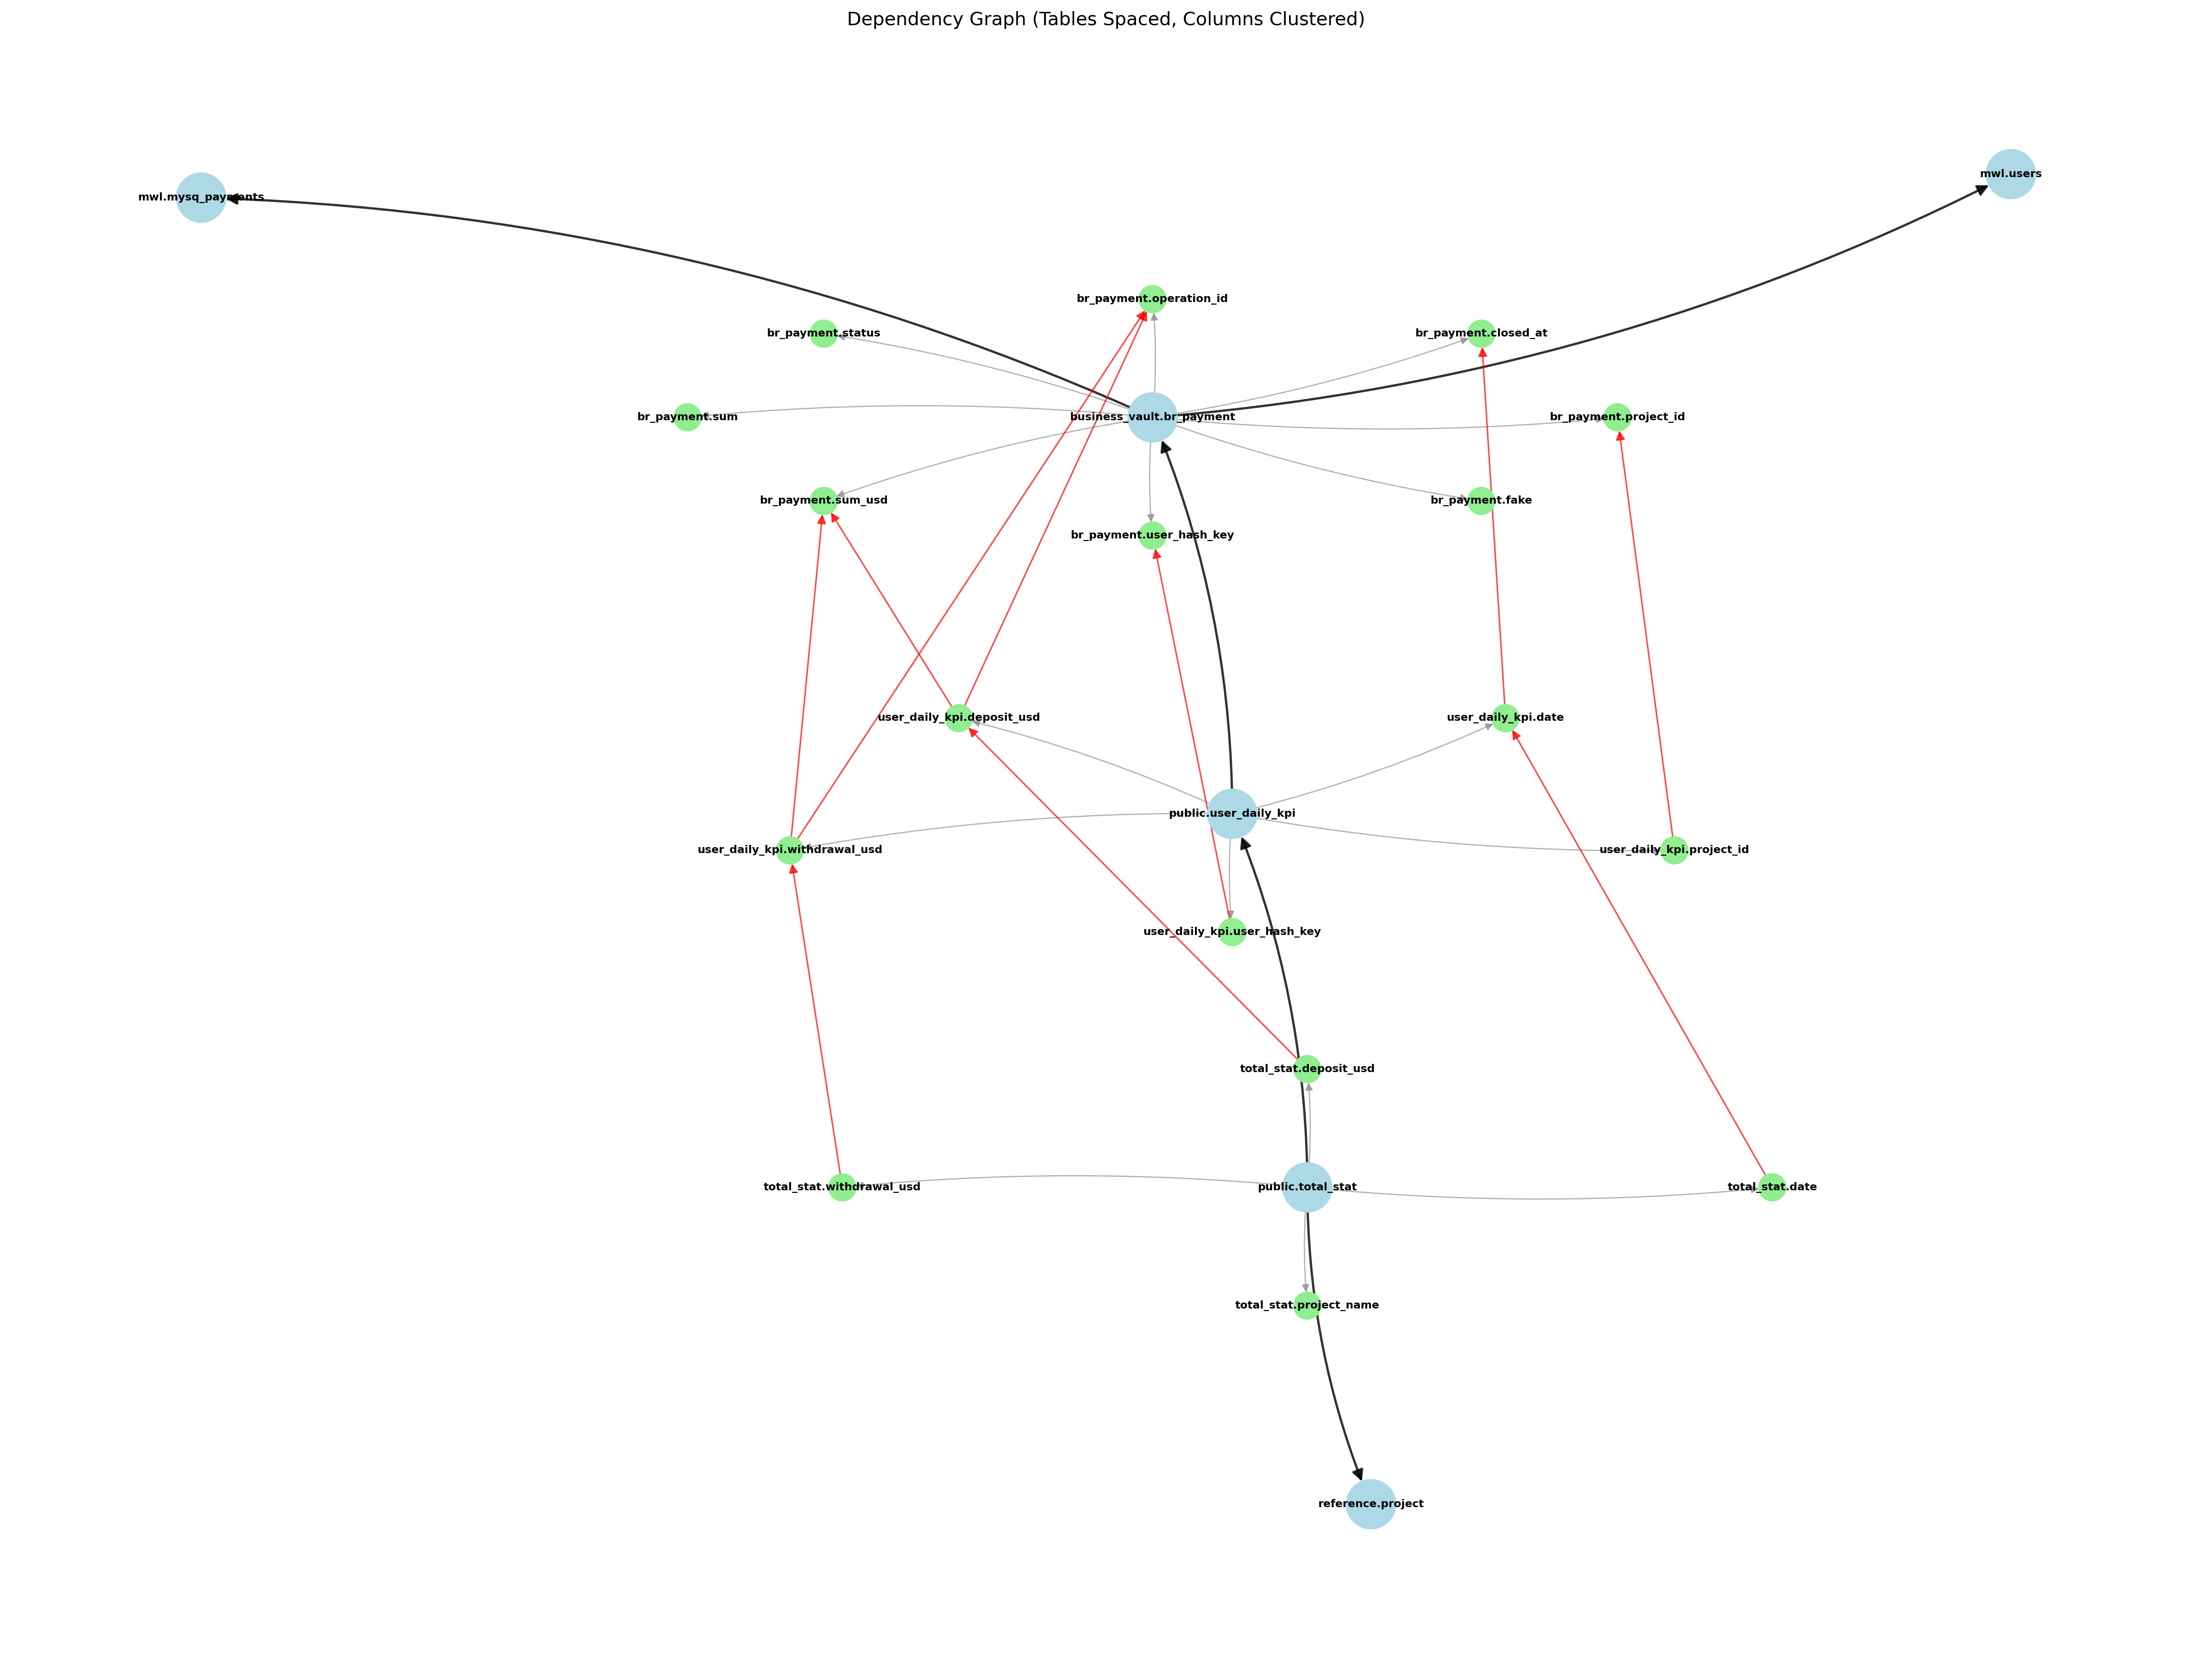 Dependency Graph (Tables Spaced, Columns Clustered)
mwl.users
mwl.mysq_payments
br_payment.operation_id
br_payment.status
br_payment.closed_at
br_payment.sum
business_vault.br_payment
br_payment.project_id
br_payment.sum_usd
br_payment.fake
br_payment.user_hash_key
user_daily_kpi.deposit_usd
user_daily_kpi.date
public.user_daily_kpi
user_daily_kpi.withdrawal_usd
user_daily_kpi.project_id
user_daily_kpi.user_hash_key
total_stat.deposit_usd
total_stat.withdrawal_usd
public.total_stat
total_stat.date
total_stat.project_name
reference.project